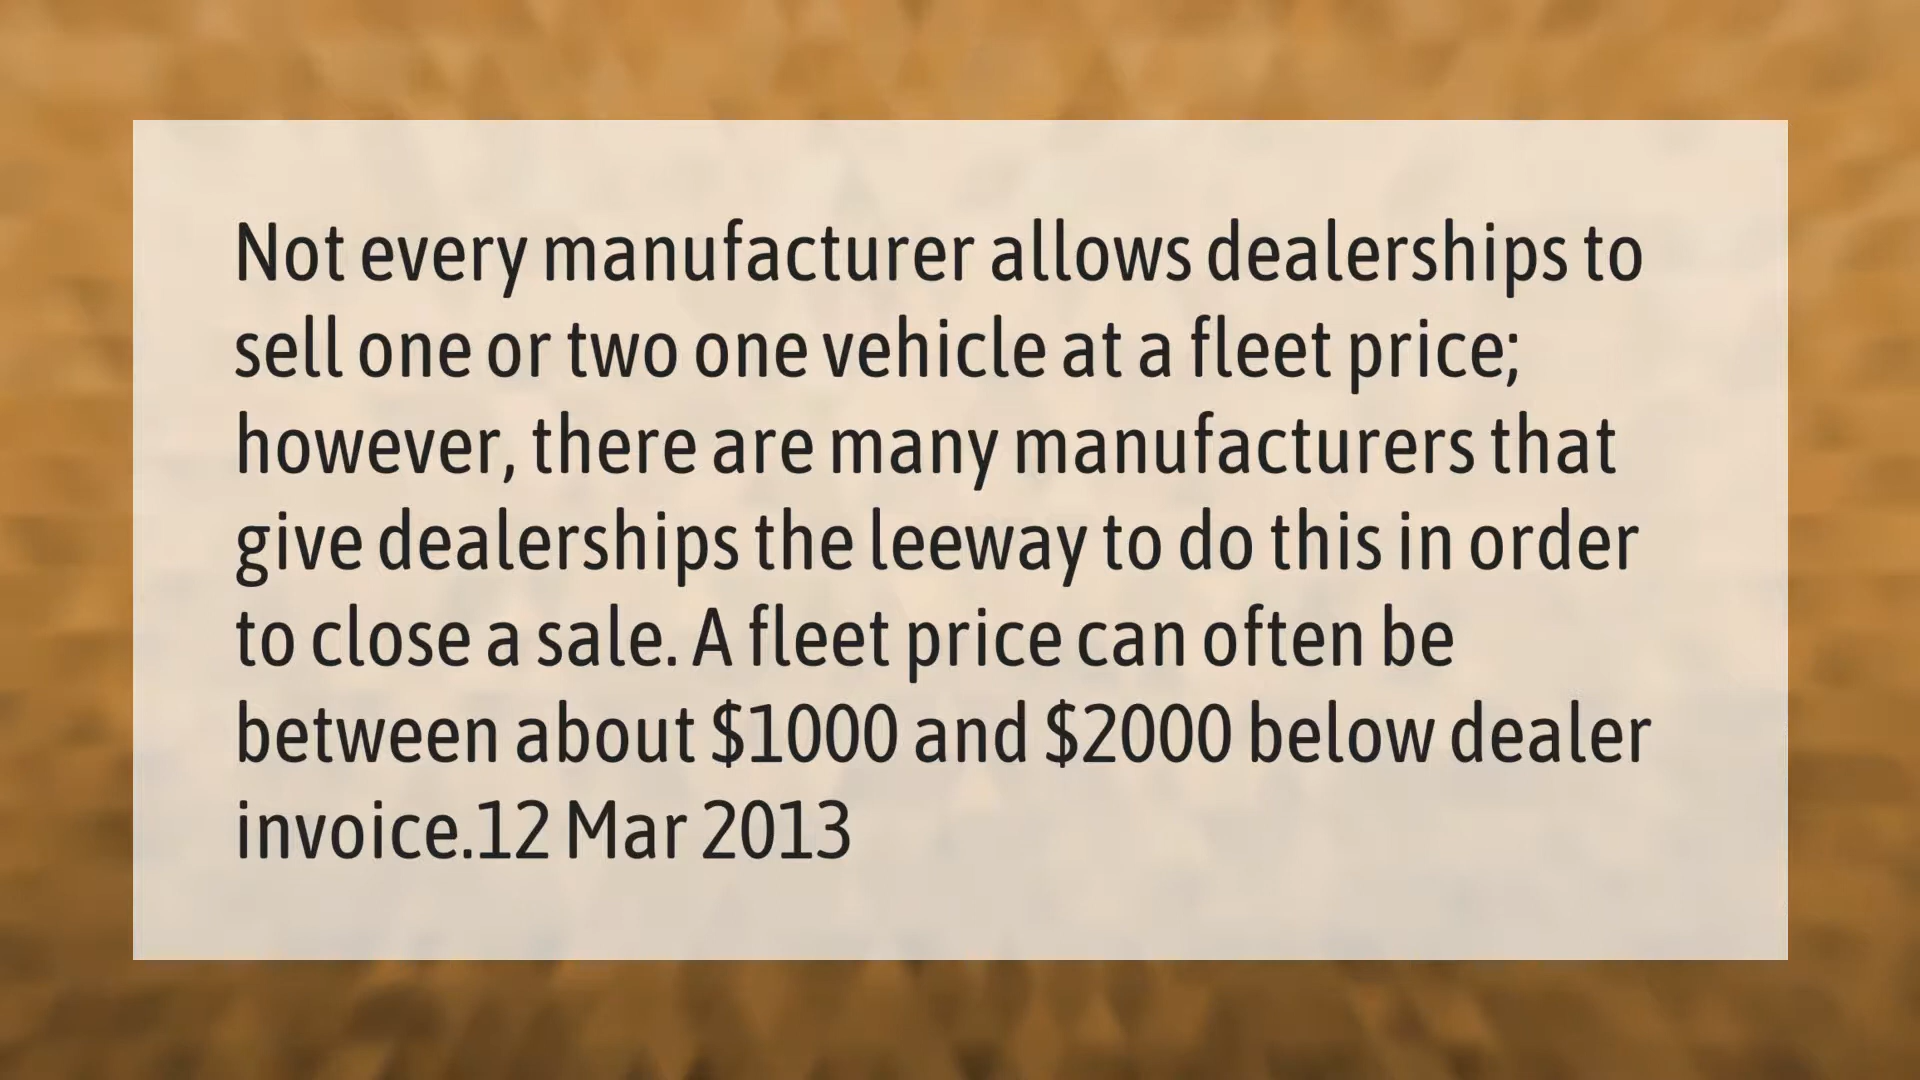 Not every manufacturer allows dealerships to
sell one or two one vehicle at a fleet price;
however, there are many manufacturers that
give dealerships the leeway to do this in order
to close a sale. A fleet price can often be
between about $1000 and $2000 below dealer
invoice.12 Mar 2013